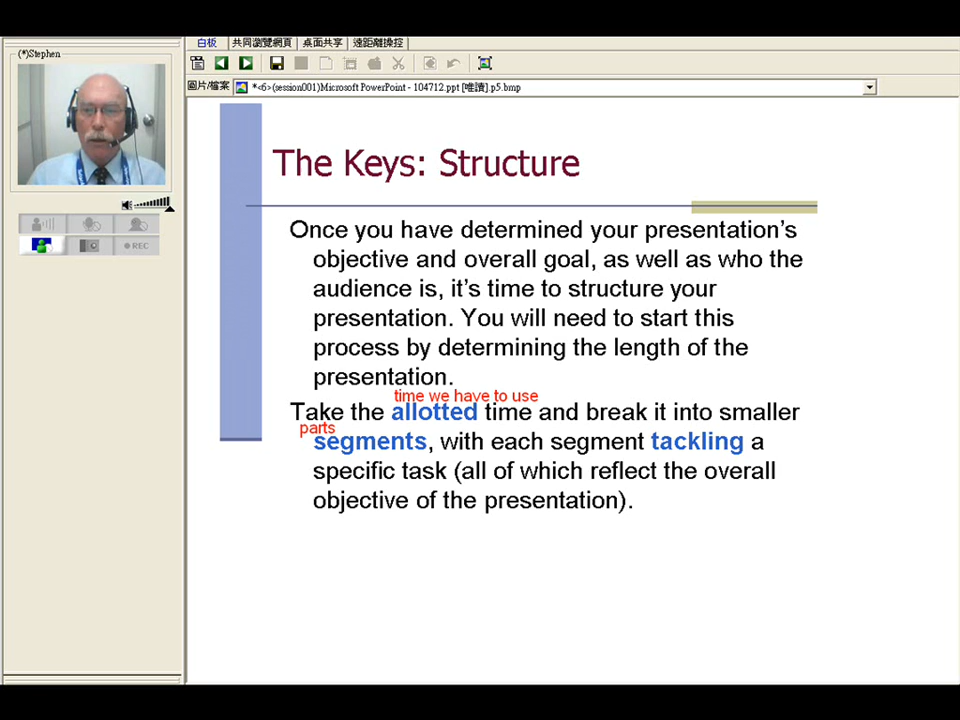 白板 共同瀏覽網頁 桌面共享 遠距離操控
(*)Stephen
圖片/檔案 *<6>(session001)Microsoft PowerPoint - 104712.ppt [唯讀].p5.bmp
The Keys: Structure
Once you have determined your presentation's
objective and overall goal, as well as who the
audience is, it's time to structure your
presentation. You will need to start this
process by determining the length of the
presentation.
time we have to use
Take the allotted time and break it into smaller
parts
segments, with each segment tackling a
specific task (all of which reflect the overall
objective of the presentation).
REC